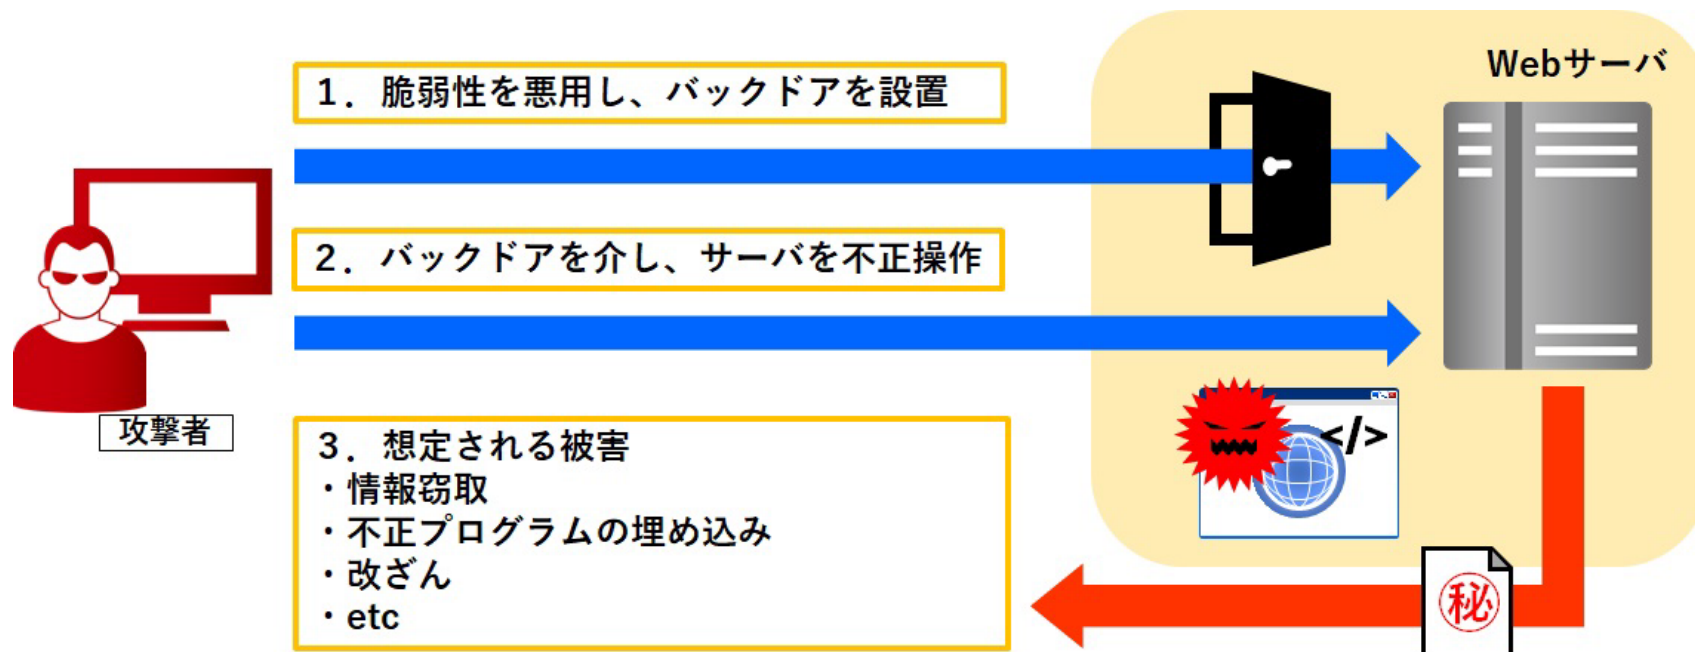 Webサーバ
1．脆弱性を悪用し、バックドアを設置
2．バックドアを介し、サーバを不正操作
攻撃者
3．想定される被害
・情報窃取
・不正プログラムの埋め込み
・改ざん
・etc
</>
秘